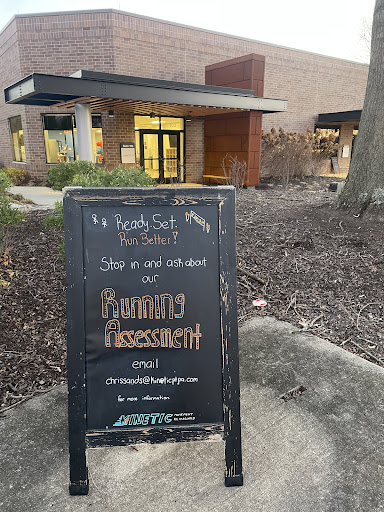 Ready. Set.
Run Better!
Stop in and ask about
our
Running
Assessment
email
chrissands@kineticptpa.com
for more information.
KINETIC